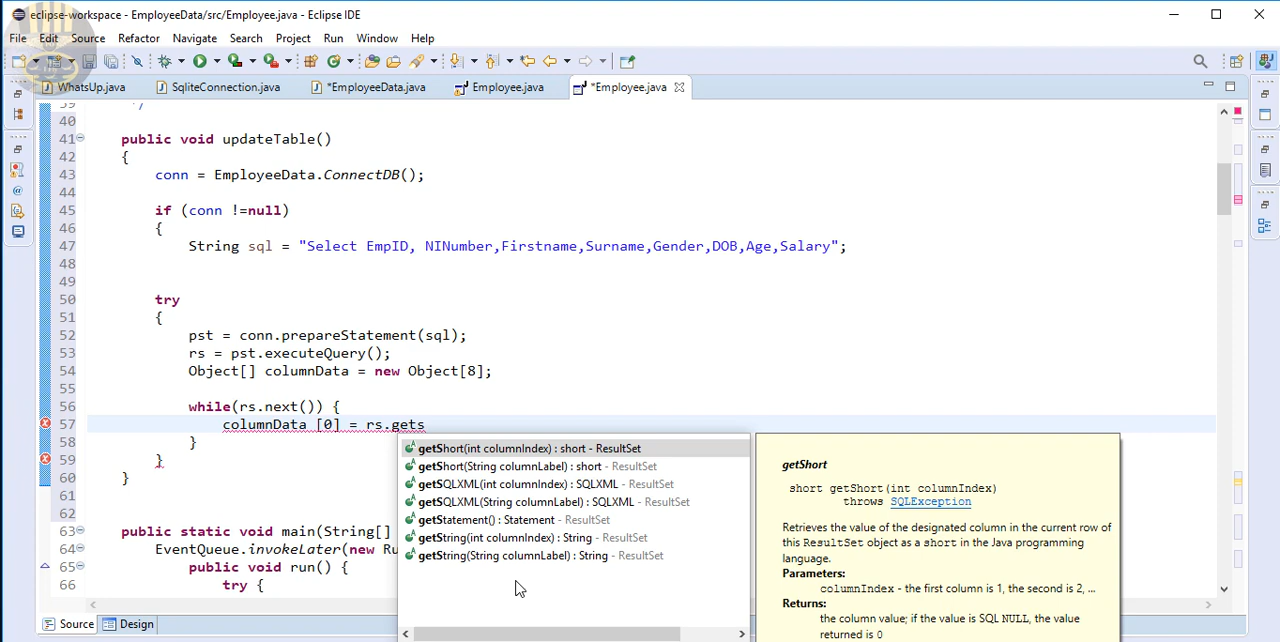 eclipse-workspace - EmployeeData/src/Employee.java - Eclipse IDE
File Edit Source Refactor Navigate Search Project Run Window Help
WhatsUp.java SqliteConnection.java *EmployeeData.java Employee.java *Employee.java
39 */
40
41 public void updateTable()
42 {
43 conn = EmployeeData.ConnectDB();
44
45 if (conn !=null)
46 {
47 String sql = "Select EmpID, NINumber,Firstname,Surname,Gender,DOB,Age,Salary";
48
49
50 try
51 {
52 pst = conn.prepareStatement(sql);
53 rs = pst.executeQuery();
54 Object[] columnData = new Object[8];
55
56 while(rs.next()) {
57 columnData [0] = rs.gets
58 }
59 }
60 }
61
62
63 public static void main(String[]
64 EventQueue.invokeLater(new Ru
65 public void run() {
66 try {
getShort(int columnIndex) : short - ResultSet
getShort(String columnLabel) : short - ResultSet
getSQLXML(int columnIndex) : SQLXML - ResultSet
getSQLXML(String columnLabel) : SQLXML - ResultSet
getStatement() : Statement - ResultSet
getString(int columnIndex) : String - ResultSet
getString(String columnLabel) : String - ResultSet
getShort
short getShort(int columnIndex)
throws SQLException
Retrieves the value of the designated column in the current row of
this ResultSet object as a short in the Java programming
language.
Parameters:
columnIndex - the first column is 1, the second is 2, ...
Returns:
the column value; if the value is SQL NULL, the value
returned is 0
Source Design